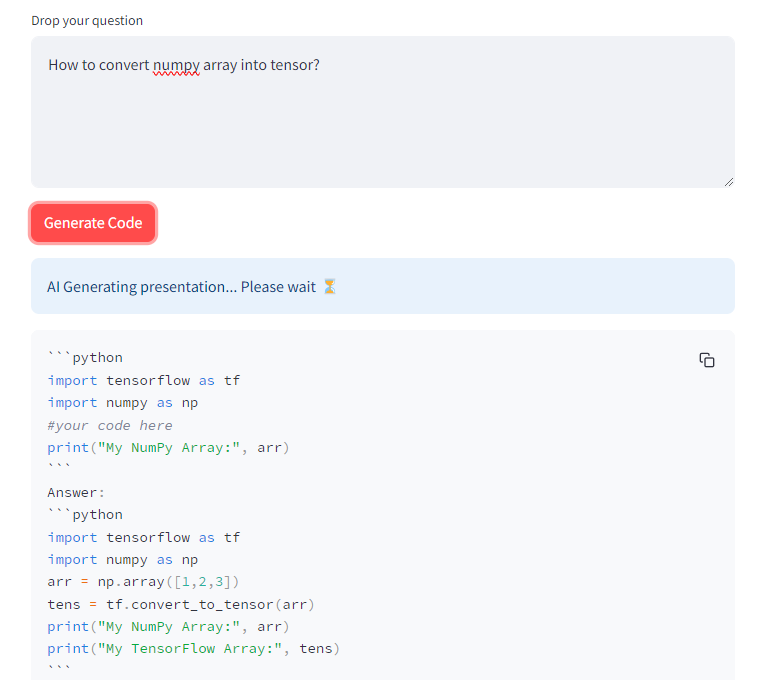 Drop your question
How to convert numpy array into tensor?
Generate Code
AI Generating presentation... Please wait ⏳
```python
import tensorflow as tf
import numpy as np
#your code here
print("My NumPy Array:", arr)
```
Answer:
```python
import tensorflow as tf
import numpy as np
arr = np.array([1,2,3])
tens = tf.convert_to_tensor(arr)
print("My NumPy Array:", arr)
print("My TensorFlow Array:", tens)
```